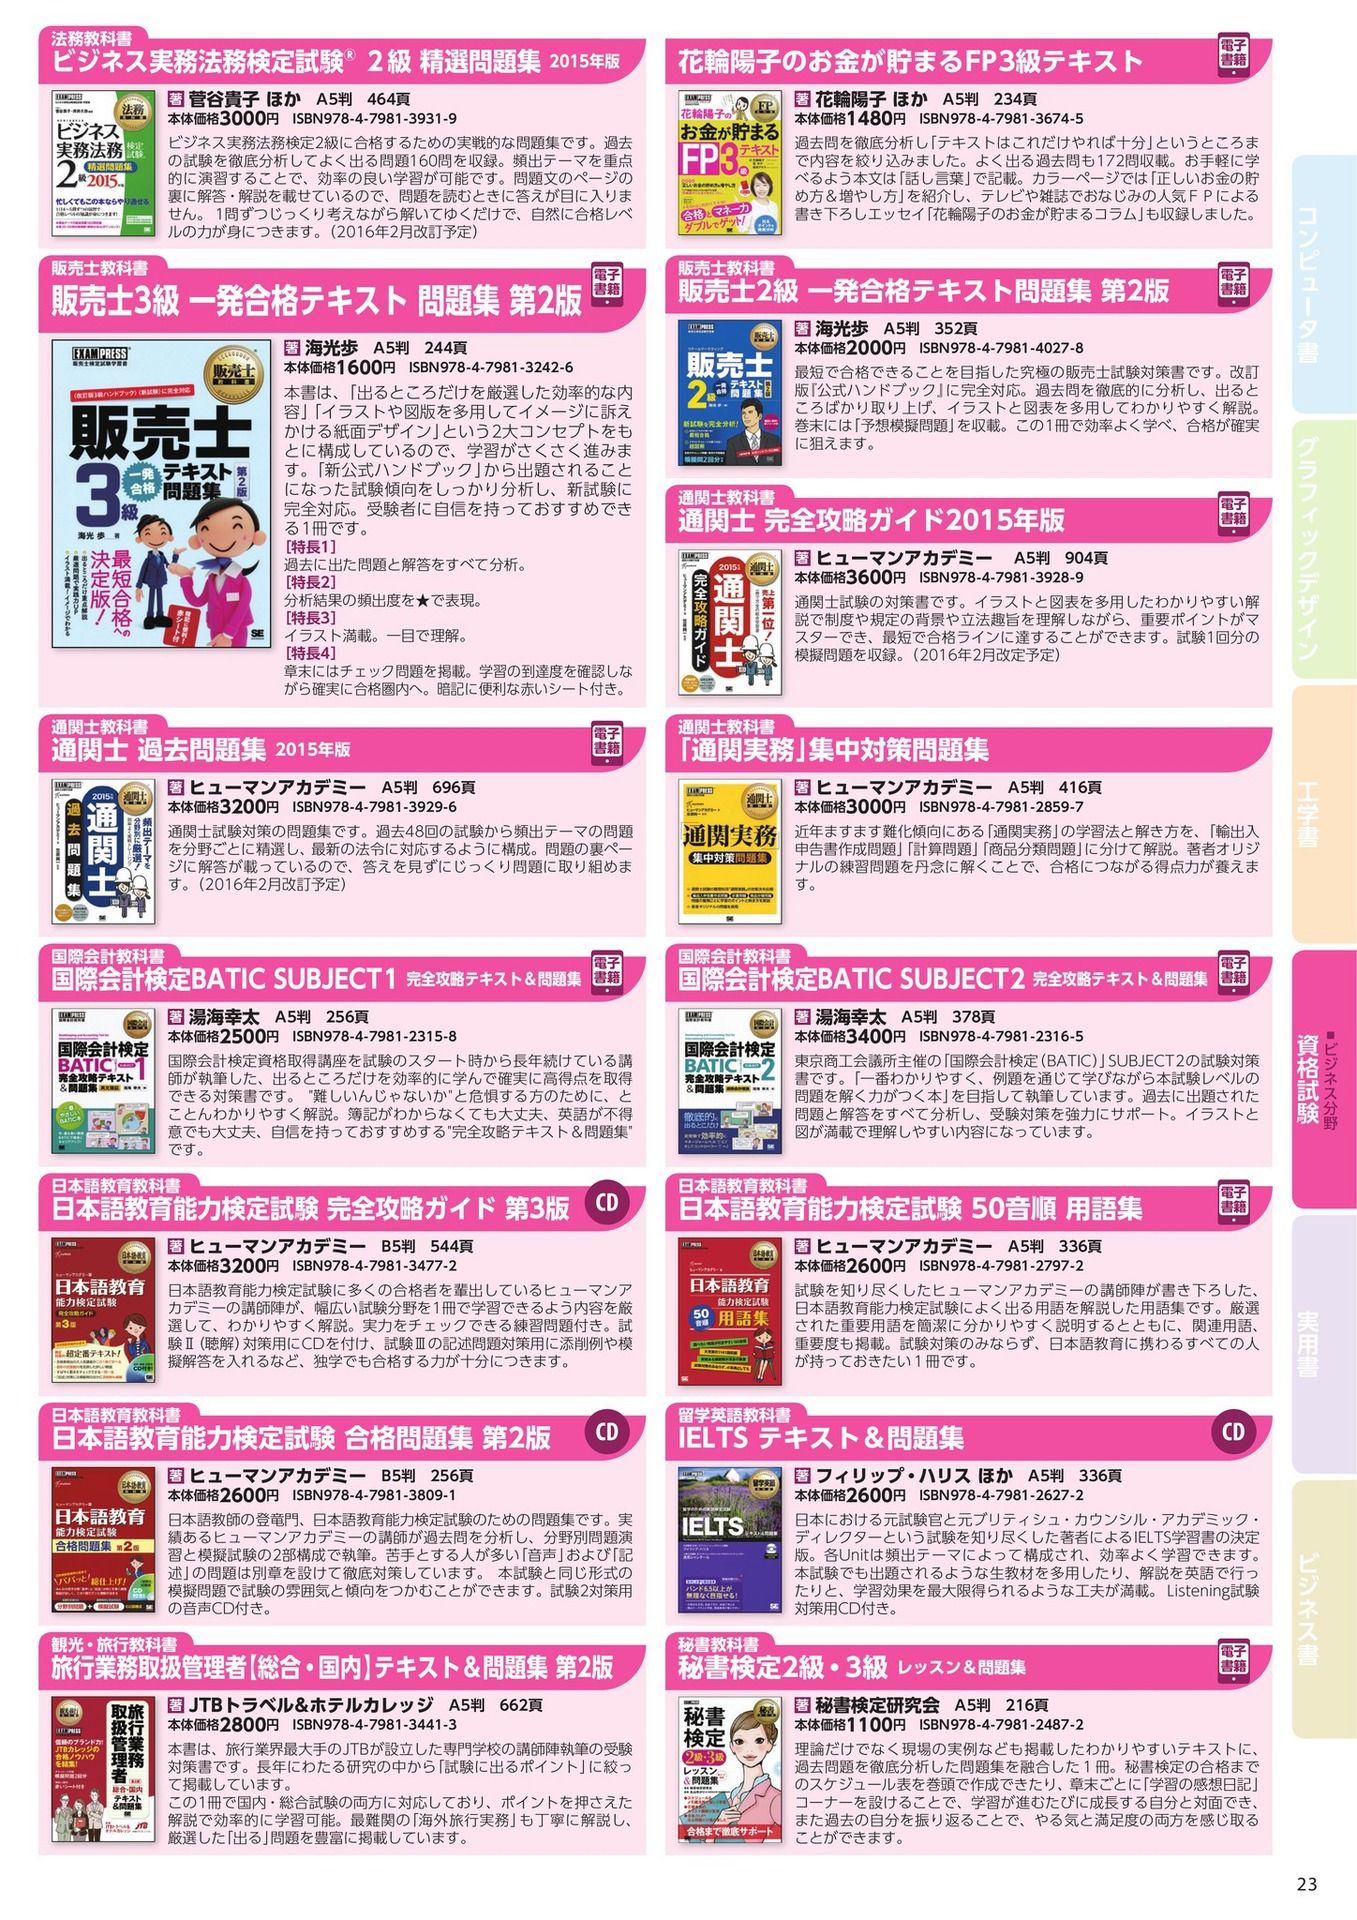 法務教科書
ビジネス実務法務検定試験® 2級 精選問題集 2015年版
著 菅谷貴子 ほか A5判 464頁
本体価格3000円 ISBN978-4-7981-3931-9
ビジネス実務法務検定2級に合格するための実戦的な問題集です。過去
の試験を徹底分析してよく出る問題160問を収録。頻出テーマを重点
的に演習することで、効率の良い学習が可能です。問題文のページの
裏に解答・解説を載せているので、問題を読むときに答えが目に入りま
せん。1問ずつじっくり考えながら解いてゆくだけで、自然に合格レベ
ルの力が身につきます。（2016年2月改訂予定）
花輪陽子のお金が貯まるFP3級テキスト
電子
書籍
著 花輪陽子 ほか A5判 234頁
本体価格1480円 ISBN978-4-7981-3674-5
過去問を徹底分析し「テキストはこれだけやれば十分」というところま
で内容を絞り込みました。よく出る過去問も172問収載。お手軽に学
べるよう本文は「話し言葉」で記載。カラーページでは「正しいお金の貯
め方＆増やし方」を紹介し、テレビや雑誌でおなじみの人気ＦＰによる
書き下ろしエッセイ「花輪陽子のお金が貯まるコラム」も収録しました。
販売士教科書
販売士3級 一発合格テキスト 問題集 第2版
電子
書籍
著 海光歩 A5判 244頁
本体価格1600円 ISBN978-4-7981-3242-6
本書は、「出るところだけを厳選した効率的な内
容」「イラストや図版を多用してイメージに訴え
かける紙面デザイン」という2大コンセプトをも
とに構成しているので、学習がさくさく進みま
す。「新公式ハンドブック」から出題されること
になった試験傾向をしっかり分析し、新試験に
完全対応。受験者に自信を持っておすすめでき
る1冊です。
［特長1］
過去に出た問題と解答をすべて分析。
［特長2］
分析結果の頻出度を★で表現。
［特長3］
イラスト満載。一目で理解。
［特長4］
章末にはチェック問題を掲載。学習の到達度を確認しな
がら確実に合格圏内へ。暗記に便利な赤いシート付き。
販売士教科書
販売士2級 一発合格テキスト問題集 第2版
電子
書籍
著 海光歩 A5判 352頁
本体価格2000円 ISBN978-4-7981-4027-8
最短で合格できることを目指した究極の販売士試験対策書です。改訂
版『公式ハンドブック』に完全対応。過去問を徹底的に分析し、出ると
ころばかり取り上げ、イラストと図表を多用してわかりやすく解説。
巻末には「予想模擬問題」を収載。この1冊で効率よく学べ、合格が確実
に狙えます。
通関士教科書
通関士 完全攻略ガイド2015年版
電子
書籍
著 ヒューマンアカデミー A5判 904頁
本体価格3600円 ISBN978-4-7981-3928-9
通関士試験の対策書です。イラストと図表を多用したわかりやすい解
説で制度や規定の背景や立法趣旨を理解しながら、重要ポイントがマ
スターでき、最短で合格ラインに達することができます。試験1回分の
模擬問題を収録。（2016年2月改定予定）
通関士教科書
通関士 過去問題集 2015年版
電子
書籍
著 ヒューマンアカデミー A5判 696頁
本体価格3200円 ISBN978-4-7981-3929-6
通関士試験対策の問題集です。過去48回の試験から頻出テーマの問題
を分野ごとに精選し、最新の法令に対応するように構成。問題の裏ペー
ジに解答が載っているので、答えを見ずにじっくり問題に取り組めま
す。（2016年2月改訂予定）
通関士教科書
「通関実務」集中対策問題集
著 ヒューマンアカデミー A5判 416頁
本体価格3000円 ISBN978-4-7981-2859-7
近年ますます難化傾向にある「通関実務」の学習法と解き方を、「輸出入
申告書作成問題」「計算問題」「商品分類問題」に分けて解説。著者オリジ
ナルの練習問題を丹念に解くことで、合格につながる得点力が養えま
す。
国際会計教科書
国際会計検定BATIC SUBJECT1 完全攻略テキスト＆問題集
電子
書籍
著 湯海幸太 A5判 256頁
本体価格2500円 ISBN978-4-7981-2315-8
国際会計検定資格取得講座を試験のスタート時から長年続けている講
師が執筆した、出るところだけを効率的に学んで確実に高得点を取得
できる対策書です。"難しいんじゃないか"と危惧する方のために、と
ことんわかりやすく解説。簿記がわからなくても大丈夫、英語が不得
意でも大丈夫、自信を持っておすすめする"完全攻略テキスト＆問題集"
です。
国際会計教科書
国際会計検定BATIC SUBJECT2 完全攻略テキスト＆問題集
電子
書籍
著 湯海幸太 A5判 378頁
本体価格3400円 ISBN978-4-7981-2316-5
東京商工会議所主催の「国際会計検定（BATIC）」SUBJECT2の試験対策
書です。「一番わかりやすく、例題を通じて学びながら本試験レベルの
問題を解く力がつく本」を目指して執筆しています。過去に出題された
問題と解答をすべて分析し、受験対策を強力にサポート。イラストと
図が満載で理解しやすい内容になっています。
日本語教育教科書
日本語教育能力検定試験 完全攻略ガイド 第3版
CD
著 ヒューマンアカデミー B5判 544頁
本体価格3200円 ISBN978-4-7981-3477-2
日本語教育能力検定試験に多くの合格者を輩出しているヒューマンア
カデミーの講師陣が、幅広い試験分野を1冊で学習できるよう内容を厳
選して、わかりやすく解説。実力をチェックできる練習問題付き。試
験Ⅱ（聴解）対策用にCDを付け、試験Ⅲの記述問題対策用に添削例や模
擬解答を入れるなど、独学でも合格する力が十分につきます。
日本語教育教科書
日本語教育能力検定試験 50音順 用語集
電子
書籍
著 ヒューマンアカデミー A5判 336頁
本体価格2600円 ISBN978-4-7981-2797-2
試験を知り尽くしたヒューマンアカデミーの講師陣が書き下ろした、
日本語教育能力検定試験によく出る用語を解説した用語集です。厳選
された重要用語を簡潔に分かりやすく説明するとともに、関連用語、
重要度も掲載。試験対策のみならず、日本語教育に携わるすべての人
が持っておきたい１冊です。
日本語教育教科書
日本語教育能力検定試験 合格問題集 第2版
CD
著 ヒューマンアカデミー B5判 256頁
本体価格2600円 ISBN978-4-7981-3809-1
日本語教師の登竜門、日本語教育能力検定試験のための問題集です。実
績あるヒューマンアカデミーの講師が過去問を分析し、分野別問題演
習と模擬試験の2部構成で執筆。苦手とする人が多い「音声」および「記
述」の問題は別章を設けて徹底対策しています。 本試験と同じ形式の
模擬問題で試験の雰囲気と傾向をつかむことができます。試験2対策用
の音声CD付き。
留学英語教科書
IELTS テキスト＆問題集
CD
著 フィリップ・ハリス ほか A5判 336頁
本体価格2600円 ISBN978-4-7981-2627-2
日本における元試験官と元ブリティシュ・カウンシル・アカデミック・
ディレクターという試験を知り尽くした著者によるIELTS学習書の決定
版。各Unitは頻出テーマによって構成され、効率よく学習できます。
本試験でも出題されるような生教材を多用したり、解説を英語で行っ
たりと、学習効果を最大限得られるような工夫が満載。Listening試験
対策用CD付き。
観光・旅行教科書
旅行業務取扱管理者【総合・国内】テキスト＆問題集 第2版
著 JTBトラベル&ホテルカレッジ A5判 662頁
本体価格2800円 ISBN978-4-7981-3441-3
本書は、旅行業界最大手のJTBが設立した専門学校の講師陣執筆の受験
対策書です。長年にわたる研究の中から「試験に出るポイント」に絞っ
て掲載しています。
この1冊で国内・総合試験の両方に対応しており、ポイントを押さえた
解説で効率的に学習可能。最難関の「海外旅行実務」も丁寧に解説し、
厳選した「出る」問題を豊富に掲載しています。
秘書教科書
秘書検定2級・3級 レッスン＆問題集
電子
書籍
著 秘書検定研究会 A5判 216頁
本体価格1100円 ISBN978-4-7981-2487-2
理論だけでなく現場の実例なども掲載したわかりやすいテキストに、
過去問題を徹底分析した問題集を融合した１冊。秘書検定の合格まで
のスケジュール表を巻頭で作成できたり、章末ごとに「学習の感想日記」
コーナーを設けることで、学習が進むたびに成長する自分と対面でき、
また過去の自分を振り返ることで、やる気と満足度の両方を感じ取る
ことができます。
コンピュータ書
グラフィックデザイン
工学書
■ビジネス分野
資格試験
実用書
ビジネス書
23